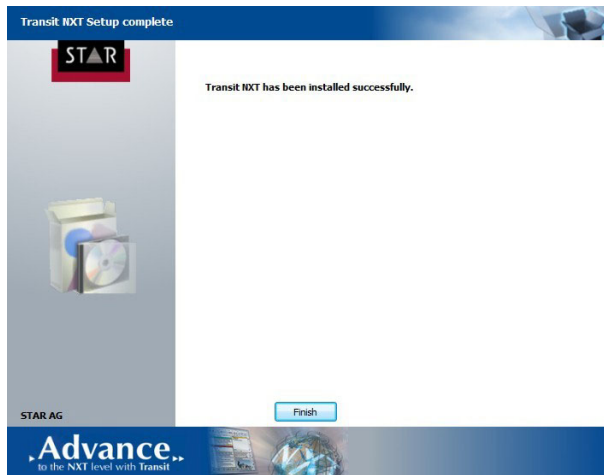 Transit NXT Setup complete
STAR
Transit NXT has been installed successfully.
STAR AG
Finish
Advance
to the NXT level with Transit